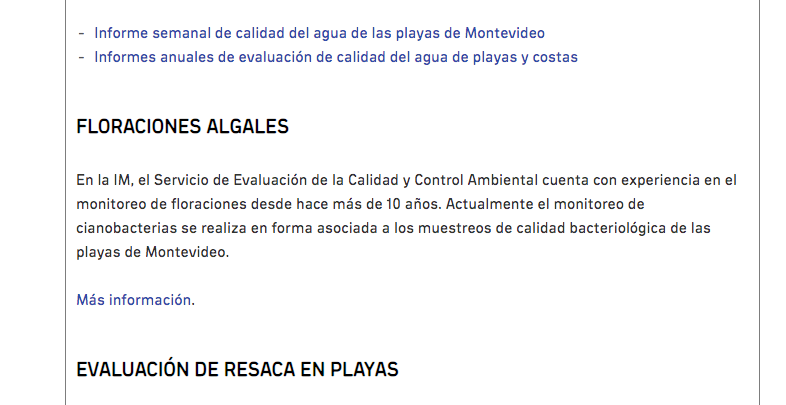 - Informe semanal de calidad del agua de las playas de Montevideo
- Informes anuales de evaluación de calidad del agua de playas y costas
FLORACIONES ALGALES
En la IM, el Servicio de Evaluación de la Calidad y Control Ambiental cuenta con experiencia en el
monitoreo de floraciones desde hace más de 10 años. Actualmente el monitoreo de
cianobacterias se realiza en forma asociada a los muestreos de calidad bacteriológica de las
playas de Montevideo.
Más información.
EVALUACIÓN DE RESACA EN PLAYAS